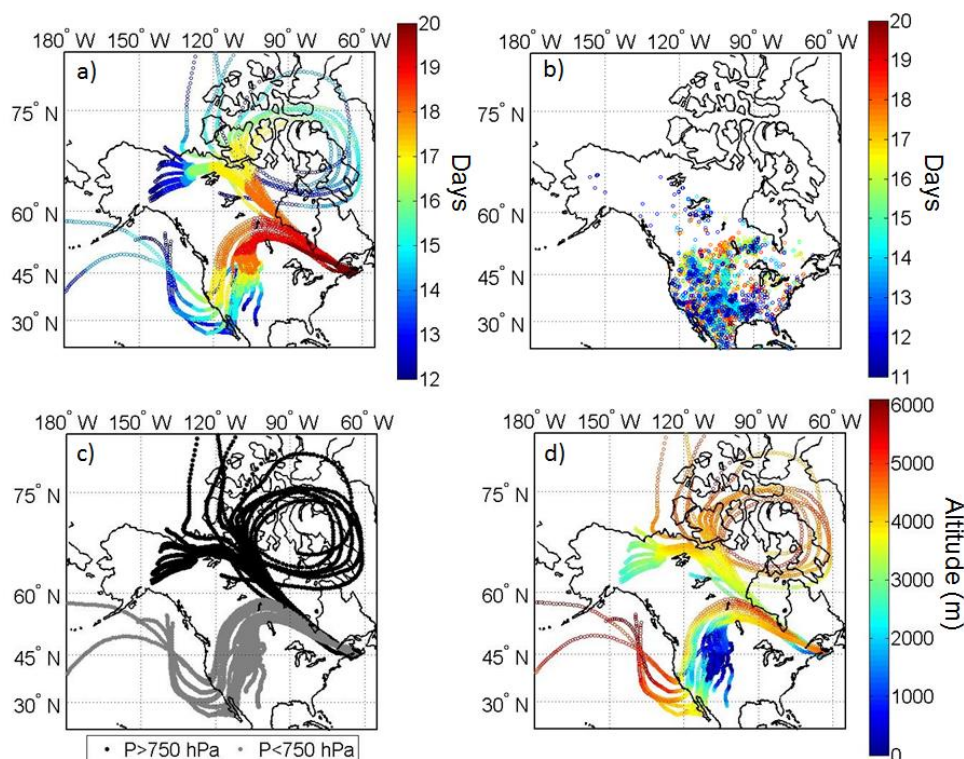 180° W 150° W 120° W 90° W 60° W
a)
75° N
60° N
45° N
30° N
20
19
18
17
16
15
14
13
12
Days
180° W 150° W 120° W 90° W 60° W
b)
75° N
60° N
45° N
30° N
20
19
18
17
16
15
14
13
12
11
Days
180° W 150° W 120° W 90° W 60° W
c)
75° N
60° N
45° N
30° N
P>750 hPa P<750 hPa
180° W 150° W 120° W 90° W 60° W
d)
75° N
60° N
45° N
30° N
6000
5000
4000
3000
2000
1000
0
Altitude (m)